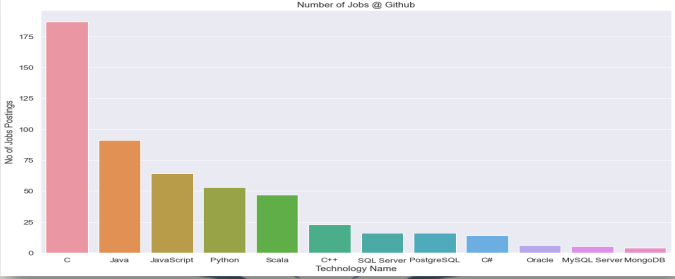 Number of Jobs @ Github
No of Jobs Postings
175
150
125
100
75
50
25
0
C Java JavaScript Python Scala C++ SQL Server PostgreSQL C# Oracle MySQL Server MongoDB
Technology Name